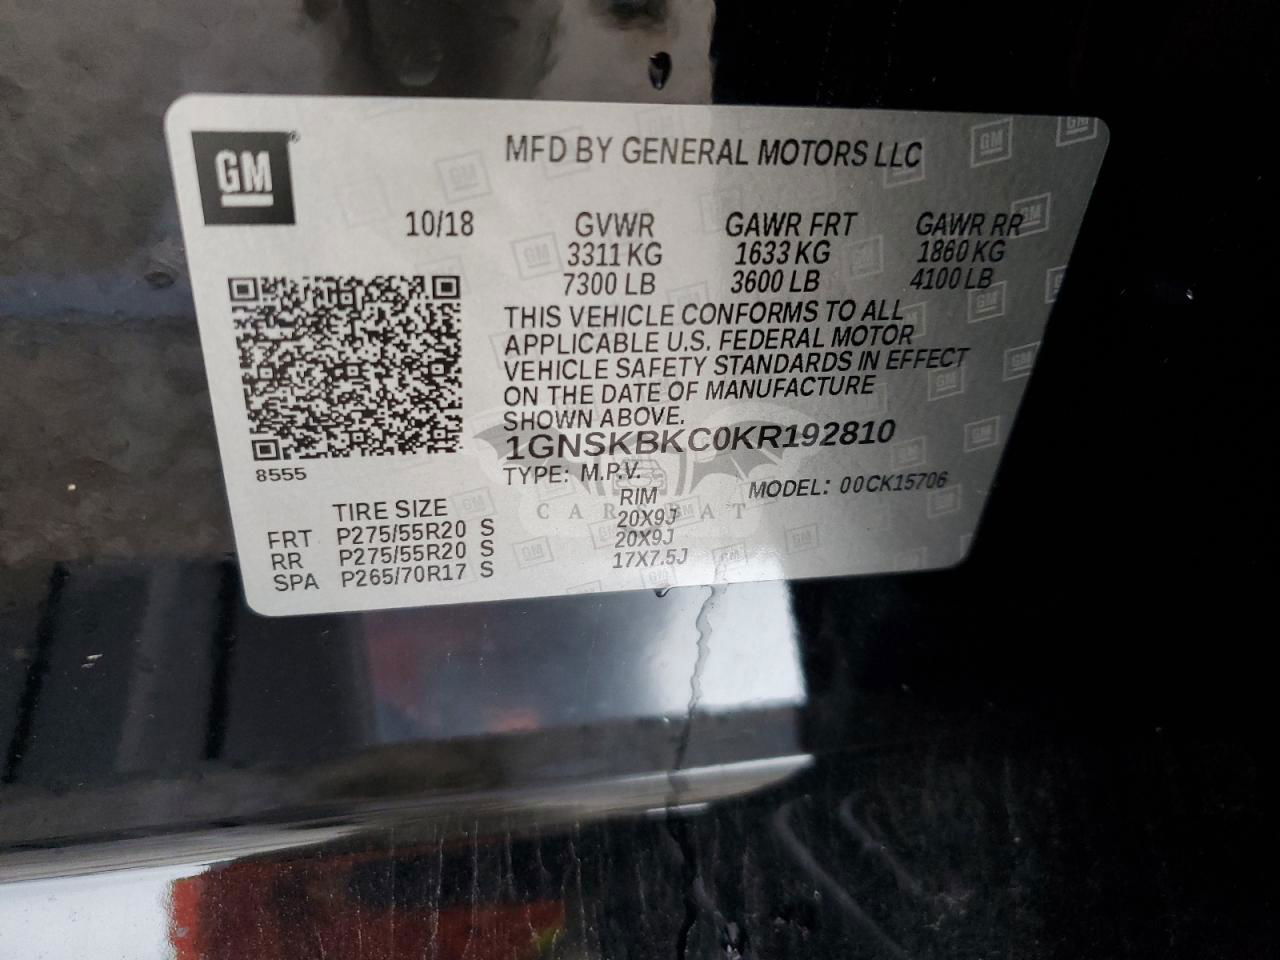 GM
MFD BY GENERAL MOTORS LLC
10/18 GVWR GAWR FRT GAWR RR
3311 KG 1633 KG 1860 KG
7300 LB 3600 LB 4100 LB
THIS VEHICLE CONFORMS TO ALL
APPLICABLE U.S. FEDERAL MOTOR
VEHICLE SAFETY STANDARDS IN EFFECT
ON THE DATE OF MANUFACTURE
SHOWN ABOVE.
1GNSKBKC0KR192810
8555
TYPE: M.P.V. MODEL: 00CK15706
TIRE SIZE RIM
FRT P275/55R20 S 20X9J
RR P275/55R20 S 20X9J
SPA P265/70R17 S 17X7.5J